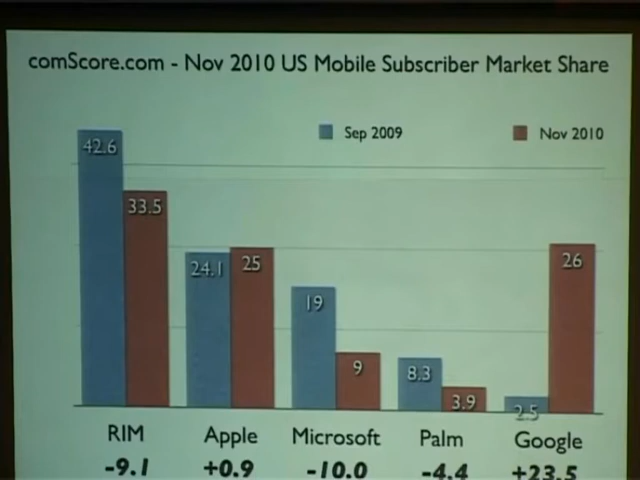 comScore.com - Nov 2010 US Mobile Subscriber Market Share
Sep 2009 Nov 2010
42.6
33.5
24.1
25
19
9
8.3
3.9
2.5
26
RIM Apple Microsoft Palm Google
-9.1 +0.9 -10.0 -4.4 +23.5